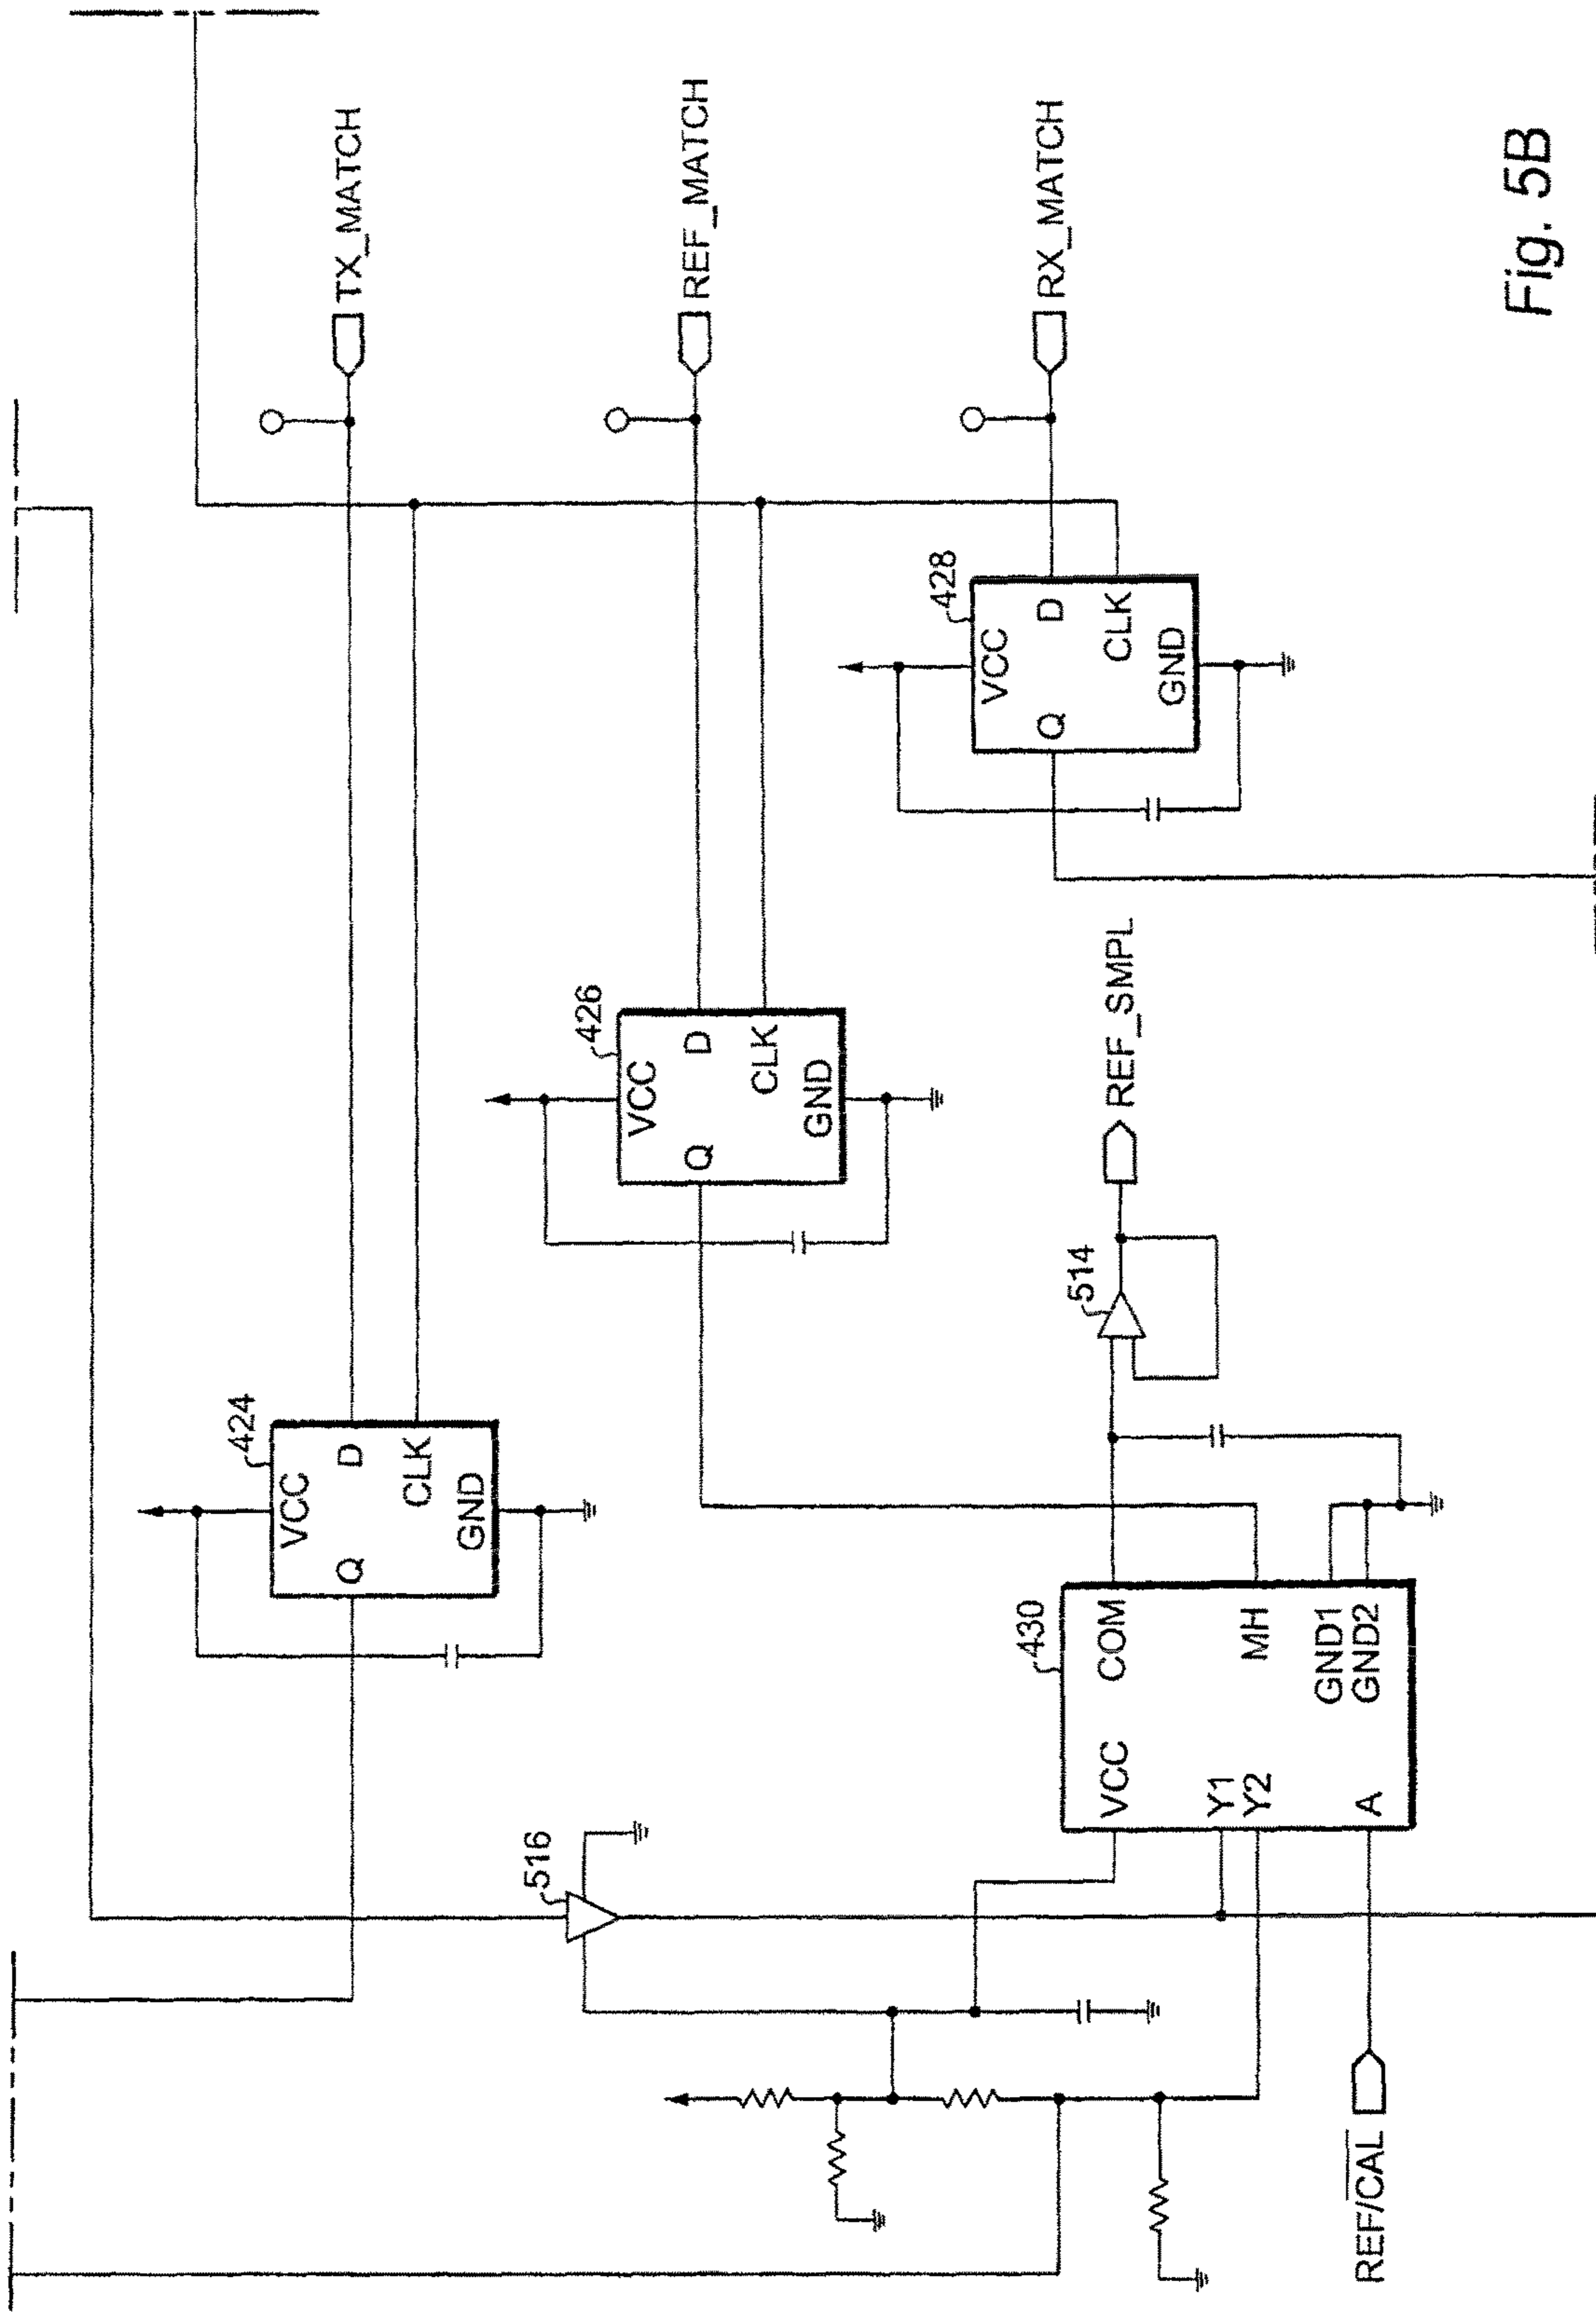 TX_MATCH
REF_MATCH
RX_MATCH
424
VCC
Q
D
CLK
GND
426
VCC
Q
D
CLK
GND
428
VCC
Q
D
CLK
GND
516
430
VCC
COM
Y1
Y2
MH
GND1
GND2
A
514
REF_SMPL
REF/C̅A̅L̅
Fig. 5B